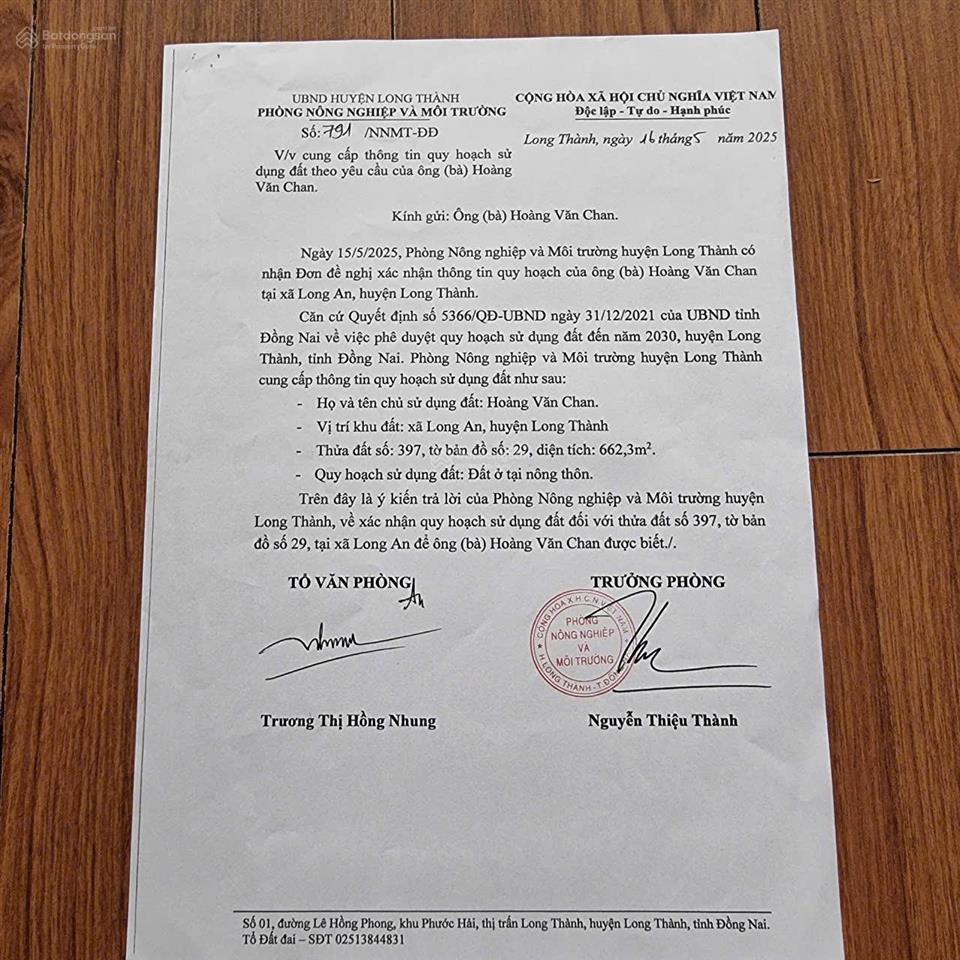 Batdongsan
by PropertyGuru
UBND HUYỆN LONG THÀNH
PHÒNG NÔNG NGHIỆP VÀ MÔI TRƯỜNG
Số: 791 /NNMT-ĐĐ
V/v cung cấp thông tin quy hoạch sử
dụng đất theo yêu cầu của ông (bà) Hoàng
Văn Chan.
CỘNG HÒA XÃ HỘI CHỦ NGHĨA VIỆT NAM
Độc lập - Tự do - Hạnh phúc
Long Thành, ngày 16 tháng 5 năm 2025
Kính gửi: Ông (bà) Hoàng Văn Chan.
Ngày 15/5/2025, Phòng Nông nghiệp và Môi trường huyện Long Thành có
nhận Đơn đề nghị xác nhận thông tin quy hoạch của ông (bà) Hoàng Văn Chan
tại xã Long An, huyện Long Thành.
Căn cứ Quyết định số 5366/QĐ-UBND ngày 31/12/2021 của UBND tỉnh
Đồng Nai về việc phê duyệt quy hoạch sử dụng đất đến năm 2030, huyện Long
Thành, tỉnh Đồng Nai. Phòng Nông nghiệp và Môi trường huyện Long Thành
cung cấp thông tin quy hoạch sử dụng đất như sau:
- Họ và tên chủ sử dụng đất: Hoàng Văn Chan.
- Vị trí khu đất: xã Long An, huyện Long Thành
- Thửa đất số: 397, tờ bản đồ số: 29, diện tích: 662,3m².
- Quy hoạch sử dụng đất: Đất ở tại nông thôn.
Trên đây là ý kiến trả lời của Phòng Nông nghiệp và Môi trường huyện
Long Thành, về xác nhận quy hoạch sử dụng đất đối với thửa đất số 397, tờ bản
đồ số 29, tại xã Long An để ông (bà) Hoàng Văn Chan được biết./.
TỔ VĂN PHÒNG
TRƯỞNG PHÒNG
CỘNG HÒA X.H.C.N VIỆT NAM
PHÒNG
NÔNG NGHIỆP
VÀ
MÔI TRƯỜNG
H.LONG THÀNH - T.ĐỒN
Trương Thị Hồng Nhung
Nguyễn Thiệu Thành
Số 01, đường Lê Hồng Phong, khu Phước Hải, thị trấn Long Thành, huyện Long Thành, tỉnh Đồng Nai.
Tổ Đất đai – SĐT 02513844831